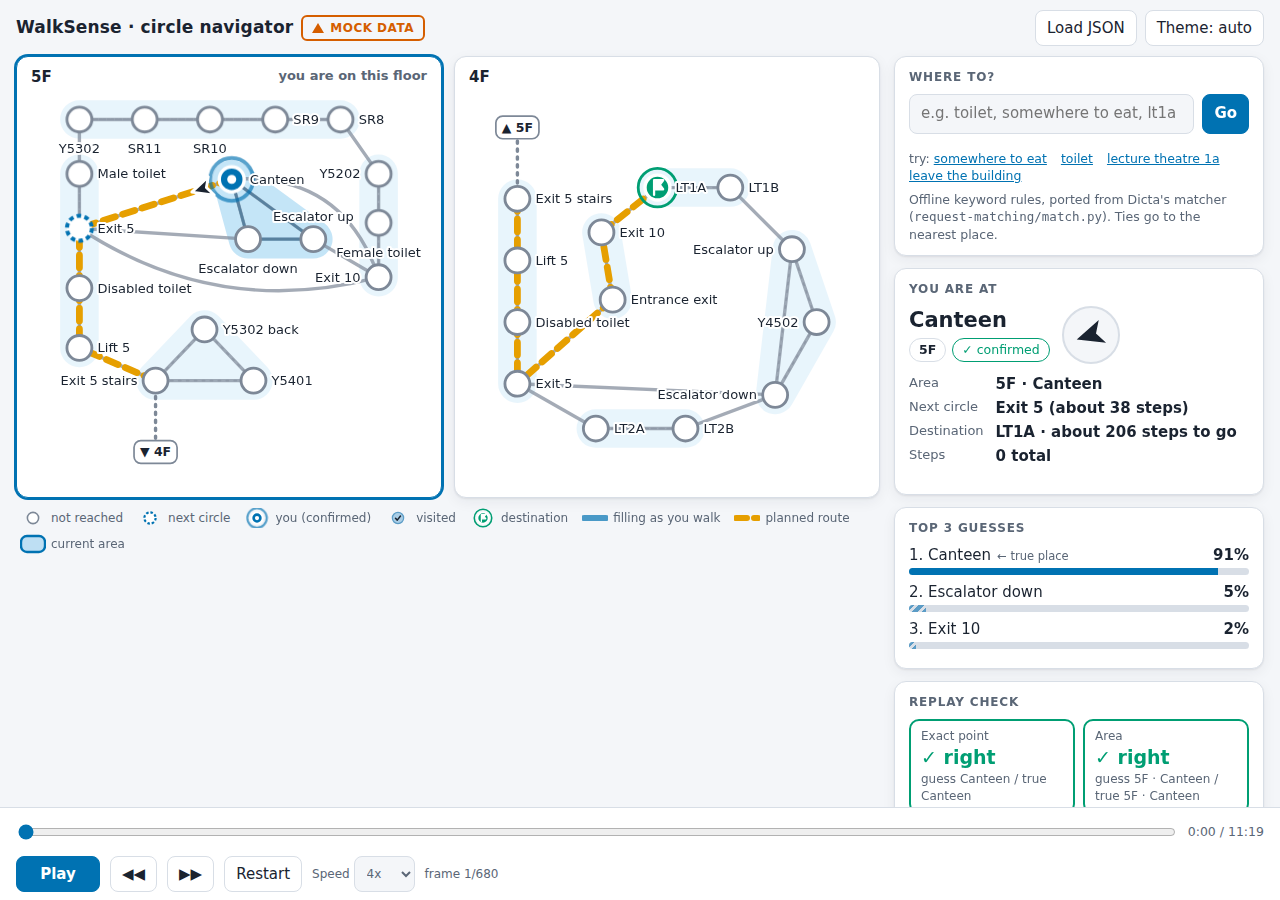 WalkSense · circle navigator
▲ MOCK DATA
Load JSON
Theme: auto
5F
you are on this floor
SR9
SR8
Y5302
SR11
SR10
Male toilet
Canteen
Y5202
Escalator up
Exit 5
Female toilet
Escalator down
Exit 10
Disabled toilet
Y5302 back
Lift 5
Exit 5 stairs
Y5401
▼ 4F
4F
▲ 5F
LT1A
LT1B
Exit 5 stairs
Exit 10
Escalator up
Lift 5
Entrance exit
Disabled toilet
Y4502
Exit 5
Escalator down
LT2A
LT2B
not reached
next circle
you (confirmed)
visited
destination
filling as you walk
planned route
current area
WHERE TO?
e.g. toilet, somewhere to eat, lt1a
Go
try: somewhere to eat toilet lecture theatre 1a
leave the building
Offline keyword rules, ported from Dicta's matcher
(request-matching/match.py). Ties go to the
nearest place.
YOU ARE AT
Canteen
5F
✓ confirmed
Area 5F · Canteen
Next circle Exit 5 (about 38 steps)
Destination LT1A · about 206 steps to go
Steps 0 total
TOP 3 GUESSES
1. Canteen ← true place 91%
2. Escalator down 5%
3. Exit 10 2%
REPLAY CHECK
Exact point
✓ right
guess Canteen / true
Canteen
Area
✓ right
guess 5F · Canteen /
true 5F · Canteen
0:00 / 11:19
Play
◀◀
▶▶
Restart
Speed
4x
frame 1/680